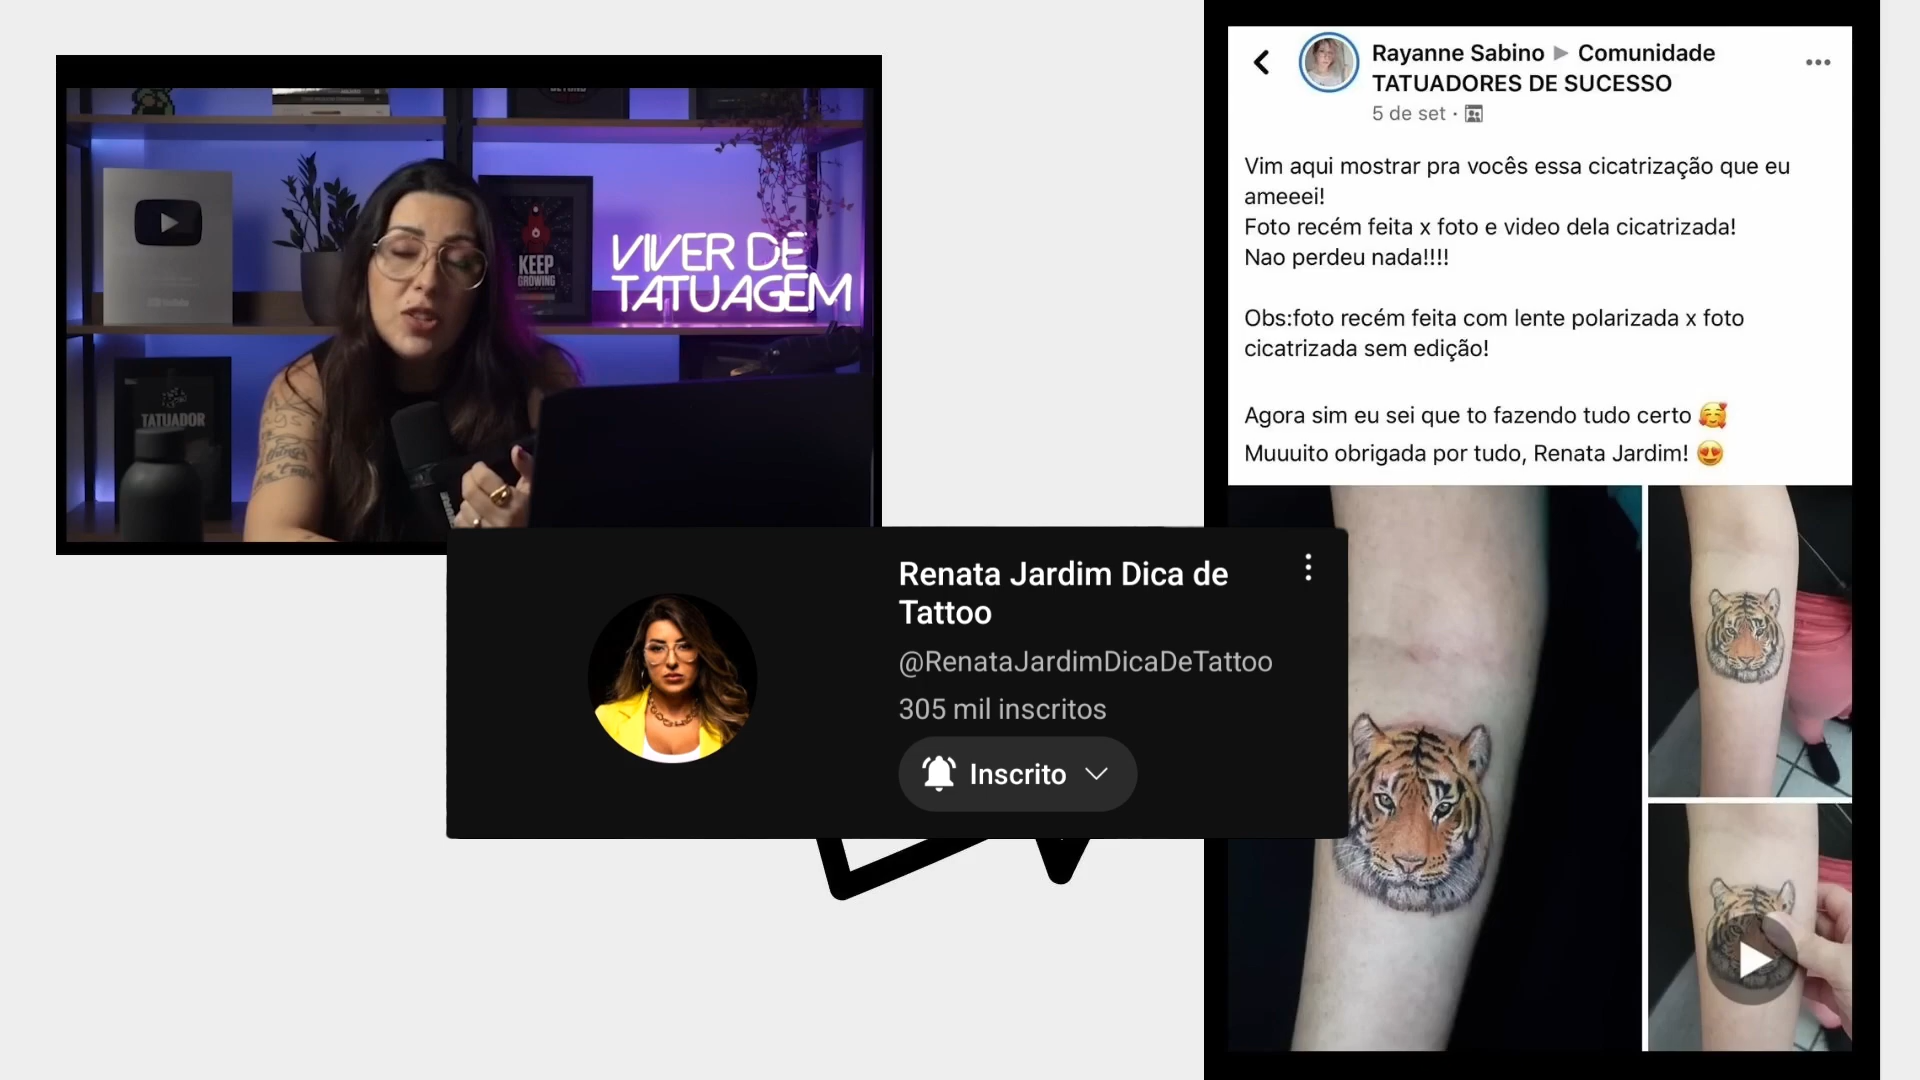 VIVER DE
TATUAGEM
KEEP
GROWING
TATUADOR
Renata Jardim Dica de
Tattoo
@RenataJardimDicaDeTattoo
305 mil inscritos
Inscrito
Rayanne Sabino ▶ Comunidade
TATUADORES DE SUCESSO
5 de set ·
Vim aqui mostrar pra vocês essa cicatrização que eu
ameeei!
Foto recém feita x foto e video dela cicatrizada!
Nao perdeu nada!!!!
Obs:foto recém feita com lente polarizada x foto
cicatrizada sem edição!
Agora sim eu sei que to fazendo tudo certo 🥰
Muuuito obrigada por tudo, Renata Jardim! 😍